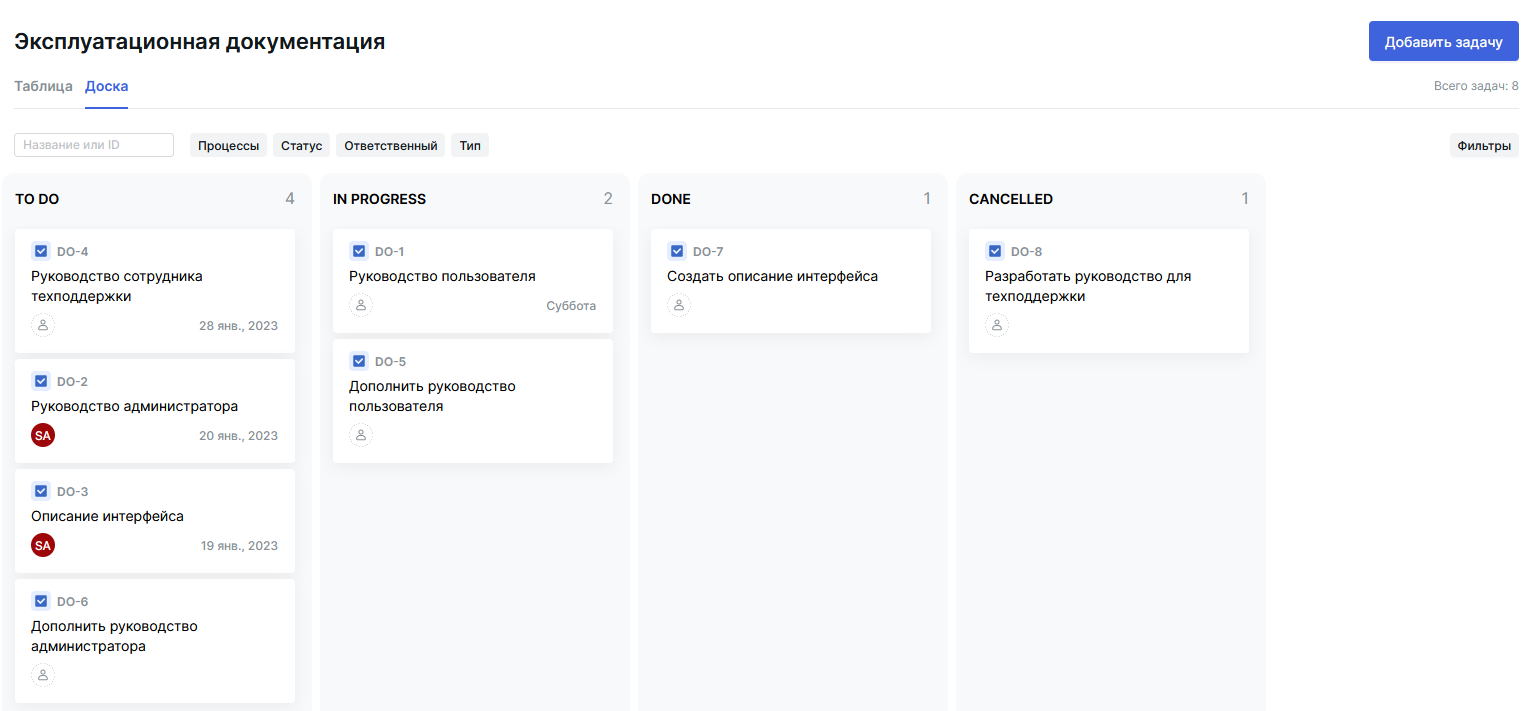 Эксплуатационная документация
Добавить задачу
Таблица Доска
Всего задач: 8
Название или ID Процессы Статус Ответственный Тип Фильтры
TO DO 4
DO-4
Руководство сотрудника
техподдержки
28 янв., 2023
DO-2
Руководство администратора
SA 20 янв., 2023
DO-3
Описание интерфейса
SA 19 янв., 2023
DO-6
Дополнить руководство
администратора
IN PROGRESS 2
DO-1
Руководство пользователя
Суббота
DO-5
Дополнить руководство
пользователя
DONE 1
DO-7
Создать описание интерфейса
CANCELLED 1
DO-8
Разработать руководство для
техподдержки